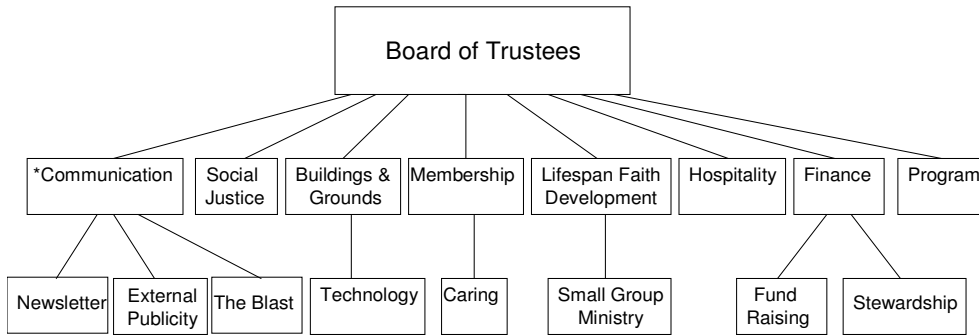 Board of Trustees
*Communication
Social
Justice
Buildings &
Grounds
Membership
Lifespan Faith
Development
Hospitality
Finance
Program
Newsletter
External
Publicity
The Blast
Technology
Caring
Small Group
Ministry
Fund
Raising
Stewardship